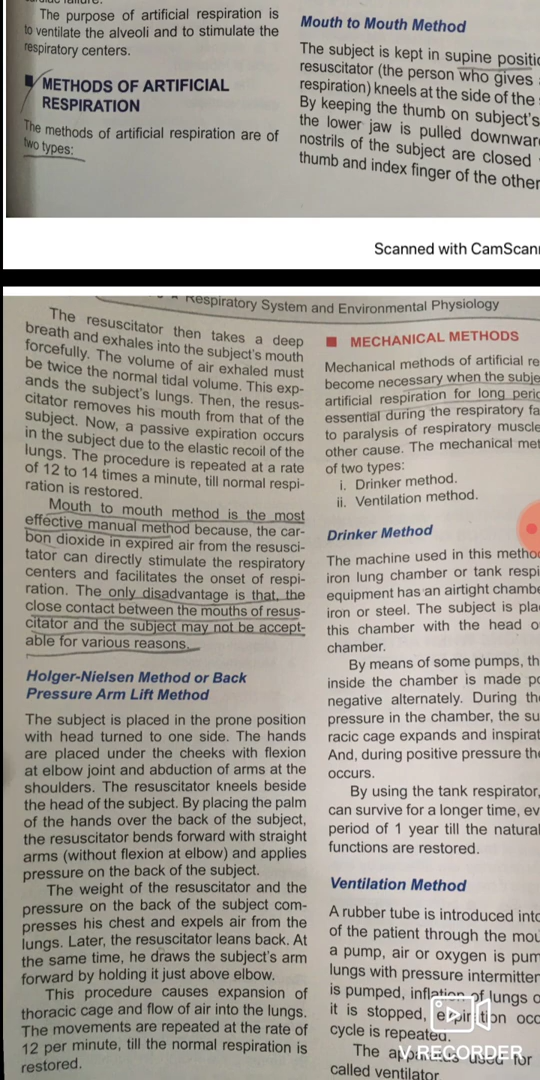 The purpose of artificial respiration is
to ventilate the alveoli and to stimulate the
respiratory centers.
METHODS OF ARTIFICIAL
RESPIRATION
The methods of artificial respiration are of
two types:
Mouth to Mouth Method
The subject is kept in supine positi
resuscitator (the person who gives
respiration) kneels at the side of the
By keeping the thumb on subject's
the lower jaw is pulled downwar
nostrils of the subject are closed
thumb and index finger of the other
Scanned with CamScan
Respiratory System and Environmental Physiology
The resuscitator then takes a deep
breath and exhales into the subject's mouth
forcefully. The volume of air exhaled must
be twice the normal tidal volume. This exp-
ands the subject's lungs. Then, the resus-
citator removes his mouth from that of the
subject. Now, a passive expiration occurs
in the subject due to the elastic recoil of the
lungs. The procedure is repeated at a rate
of 12 to 14 times a minute, till normal respi-
ration is restored.
Mouth to mouth method is the most
effective manual method because, the car-
bon dioxide in expired air from the resusci-
tator can directly stimulate the respiratory
centers and facilitates the onset of respi-
ration. The only disadvantage is that, the
close contact between the mouths of resus-
citator and the subject may not be accept-
able for various reasons.
Holger-Nielsen Method or Back
Pressure Arm Lift Method
The subject is placed in the prone position
with head turned to one side. The hands
are placed under the cheeks with flexion
at elbow joint and abduction of arms at the
shoulders. The resuscitator kneels beside
the head of the subject. By placing the palm
of the hands over the back of the subject,
the resuscitator bends forward with straight
arms (without flexion at elbow) and applies
pressure on the back of the subject.
The weight of the resuscitator and the
pressure on the back of the subject com-
presses his chest and expels air from the
lungs. Later, the resuscitator leans back. At
the same time, he draws the subject's arm
forward by holding it just above elbow.
This procedure causes expansion of
thoracic cage and flow of air into the lungs.
The movements are repeated at the rate of
12 per minute, till the normal respiration is
restored.
MECHANICAL METHODS
Mechanical methods of artificial re
become necessary when the subje
artificial respiration for long peri
essential during the respiratory fa
to paralysis of respiratory muscle
other cause. The mechanical met
of two types:
i. Drinker method.
ii. Ventilation method.
Drinker Method
The machine used in this metho
iron lung chamber or tank respi
equipment has an airtight chambe
iron or steel. The subject is pla
this chamber with the head o
chamber.
By means of some pumps, th
inside the chamber is made po
negative alternately. During the
pressure in the chamber, the su
racic cage expands and inspirat
And, during positive pressure the
occurs.
By using the tank respirator,
can survive for a longer time, ev
period of 1 year till the natural
functions are restored.
Ventilation Method
A rubber tube is introduced into
of the patient through the mou
a pump, air or oxygen is pum
lungs with pressure intermitten
is pumped, inflation of lungs o
it is stopped, expiration occ
cycle is repeated.
The apparatus used for
called ventilator
V RECORDER